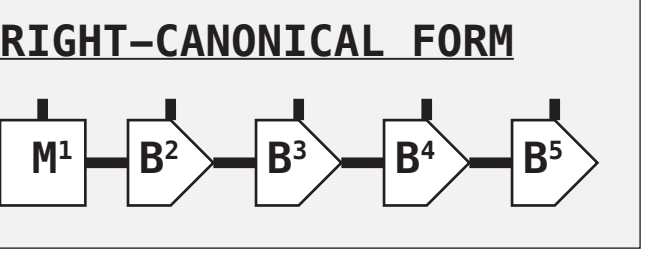 RIGHT–CANONICAL FORM
M¹ B² B³ B⁴ B⁵